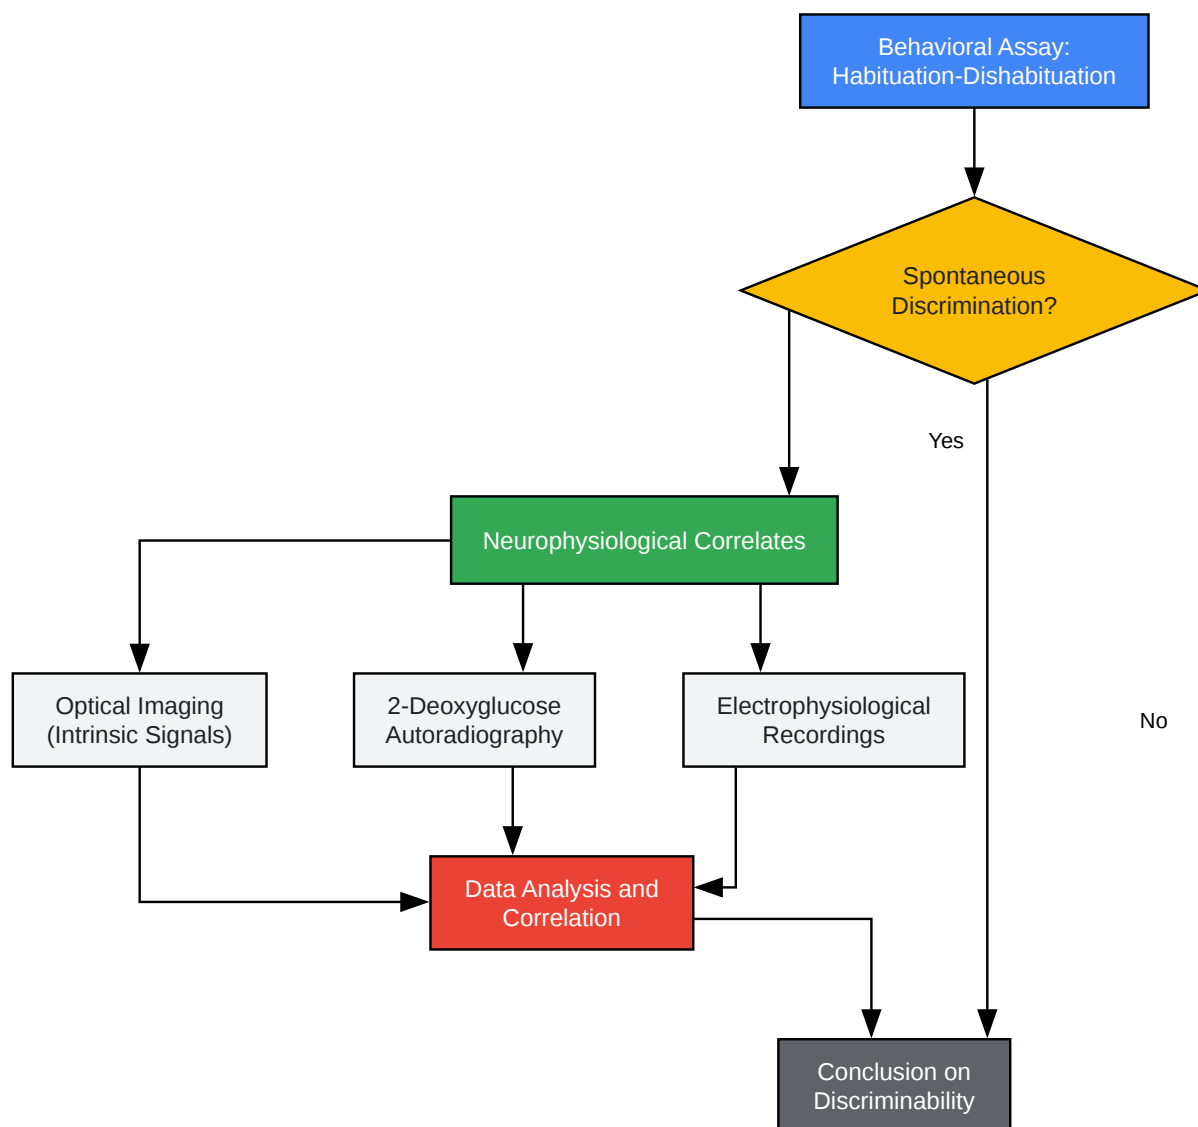 Behavioral Assay:
Habituation-Dishabituation
Spontaneous
Discrimination?
Yes
Neurophysiological Correlates
Optical Imaging
(Intrinsic Signals)
2-Deoxyglucose
Autoradiography
Electrophysiological
Recordings
No
Data Analysis and
Correlation
Conclusion on
Discriminability